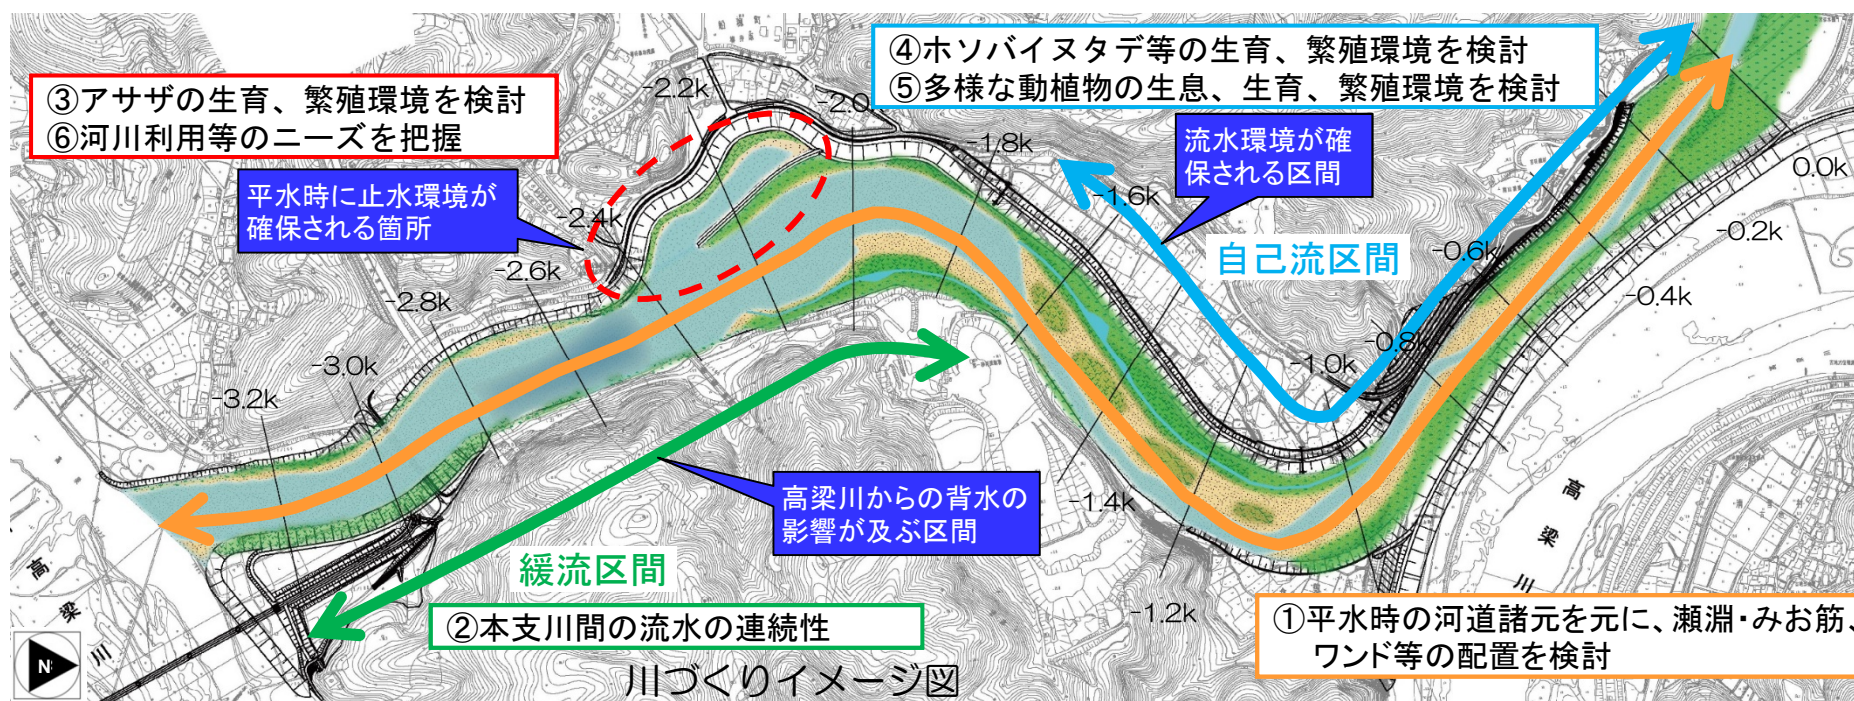 ③アサザの生育、繁殖環境を検討
⑥河川利用等のニーズを把握
④ホソバイヌタデ等の生育、繁殖環境を検討
⑤多様な動植物の生息、生育、繁殖環境を検討
平水時に止水環境が
確保される箇所
流水環境が確
保される区間
自己流区間
-3.2k
-3.0k
-2.8k
-2.6k
-2.4k
-2.2k
-2.0
-1.8k
-1.6k
-1.4k
-1.2k
-1.0k
-0.8k
-0.6k
-0.4k
-0.2k
0.0k
高梁川からの背水の
影響が及ぶ区間
緩流区間
②本支川間の流水の連続性
①平水時の河道諸元を元に、瀬淵・みお筋、
ワンド等の配置を検討
高梁川
高梁川
N
川づくりイメージ図